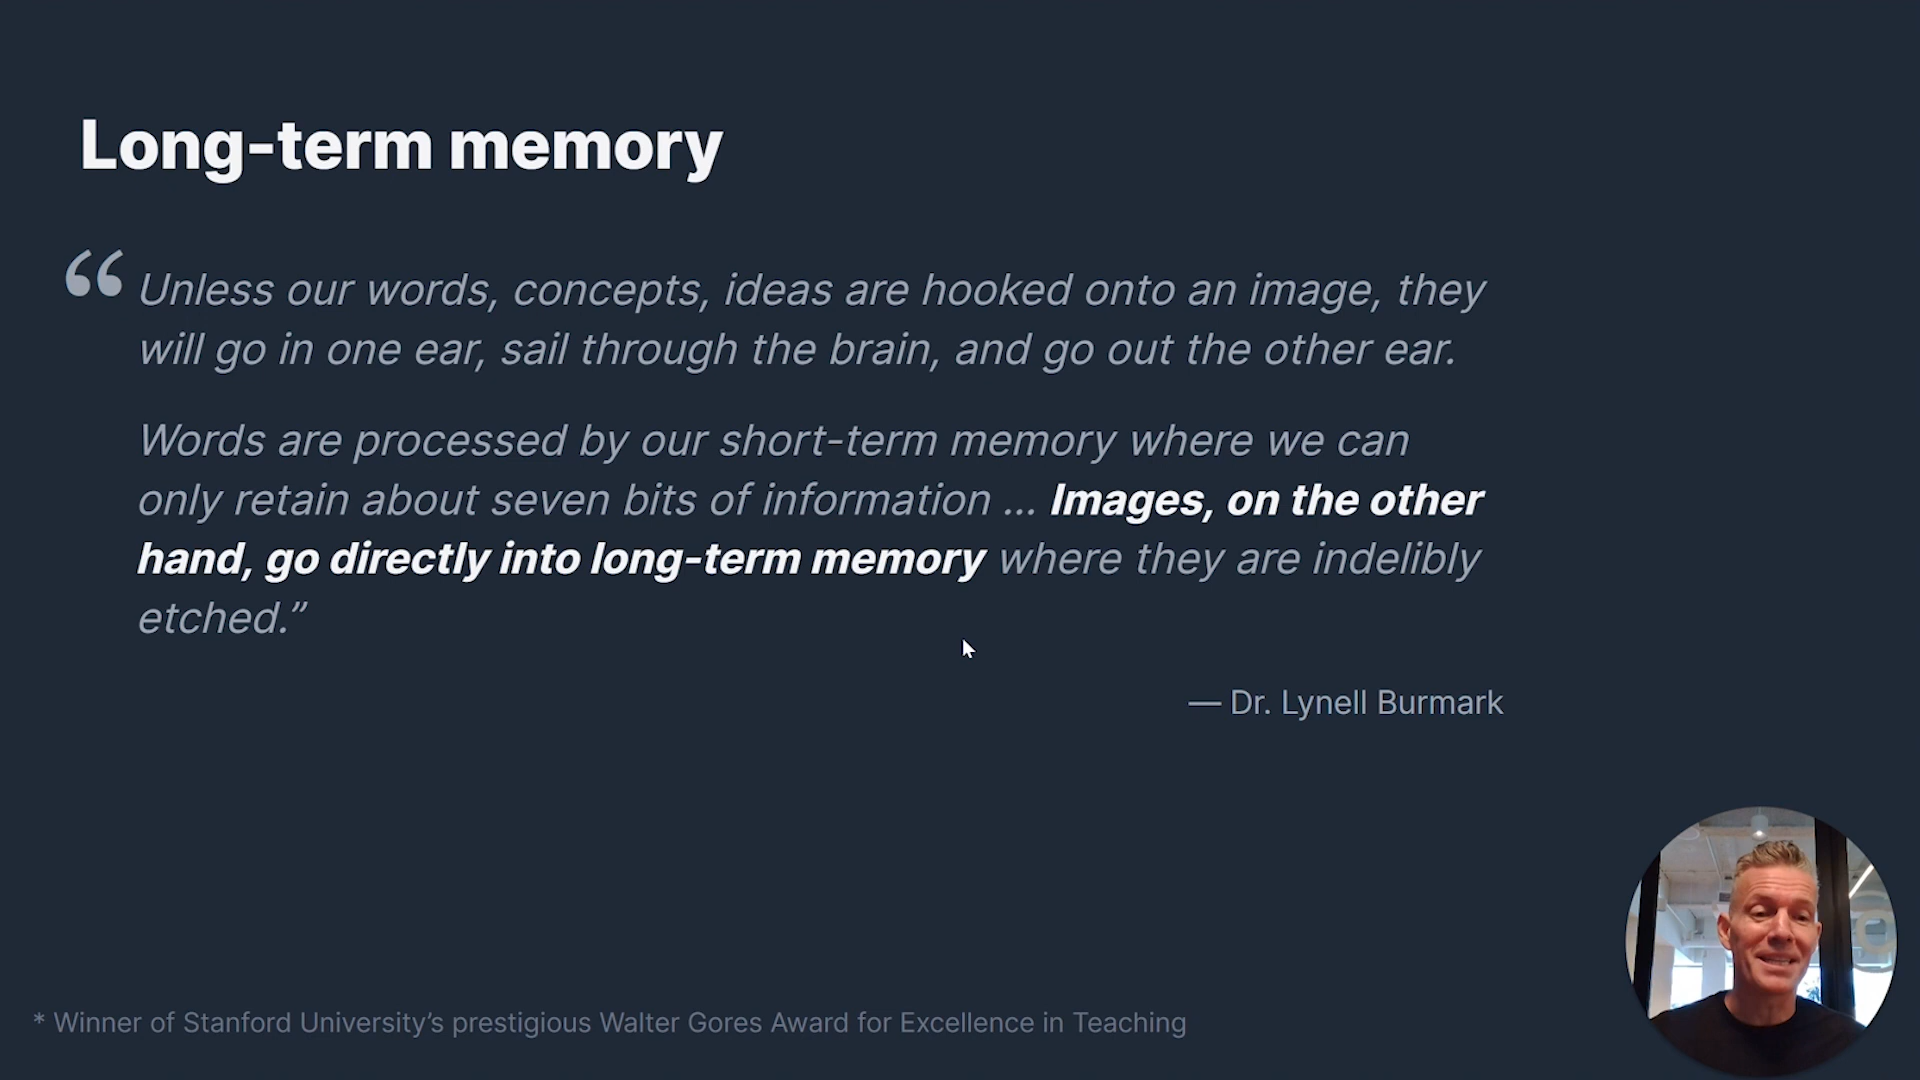 Long-term memory
“ Unless our words, concepts, ideas are hooked onto an image, they
will go in one ear, sail through the brain, and go out the other ear.
Words are processed by our short-term memory where we can
only retain about seven bits of information ... Images, on the other
hand, go directly into long-term memory where they are indelibly
etched.”
— Dr. Lynell Burmark
* Winner of Stanford University’s prestigious Walter Gores Award for Excellence in Teaching